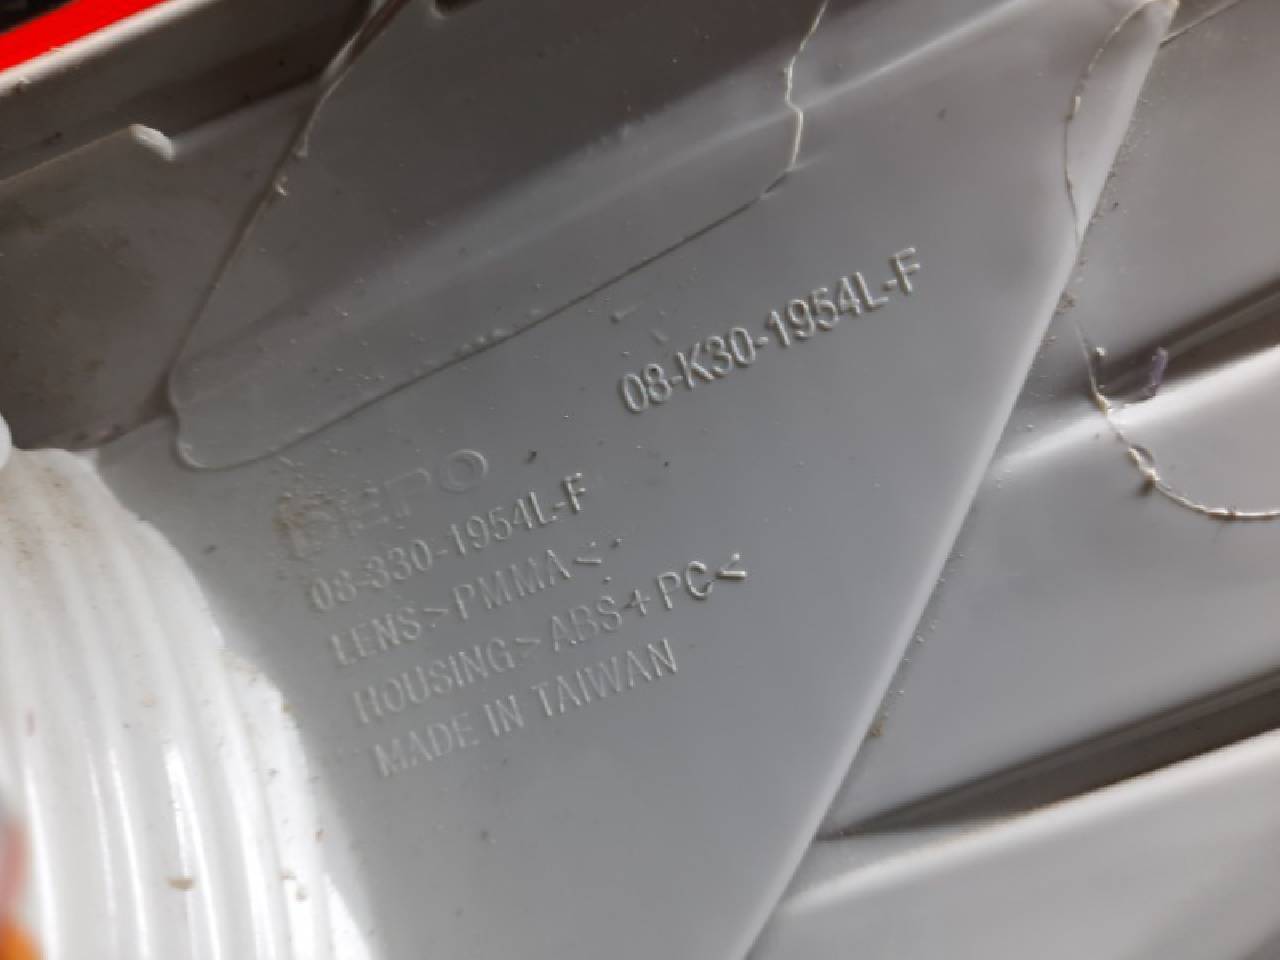 08-K30-1954L-F
DEPO
08-330-1954L-F
LENS>PMMA<
HOUSING>ABS+PC<
MADE IN TAIWAN